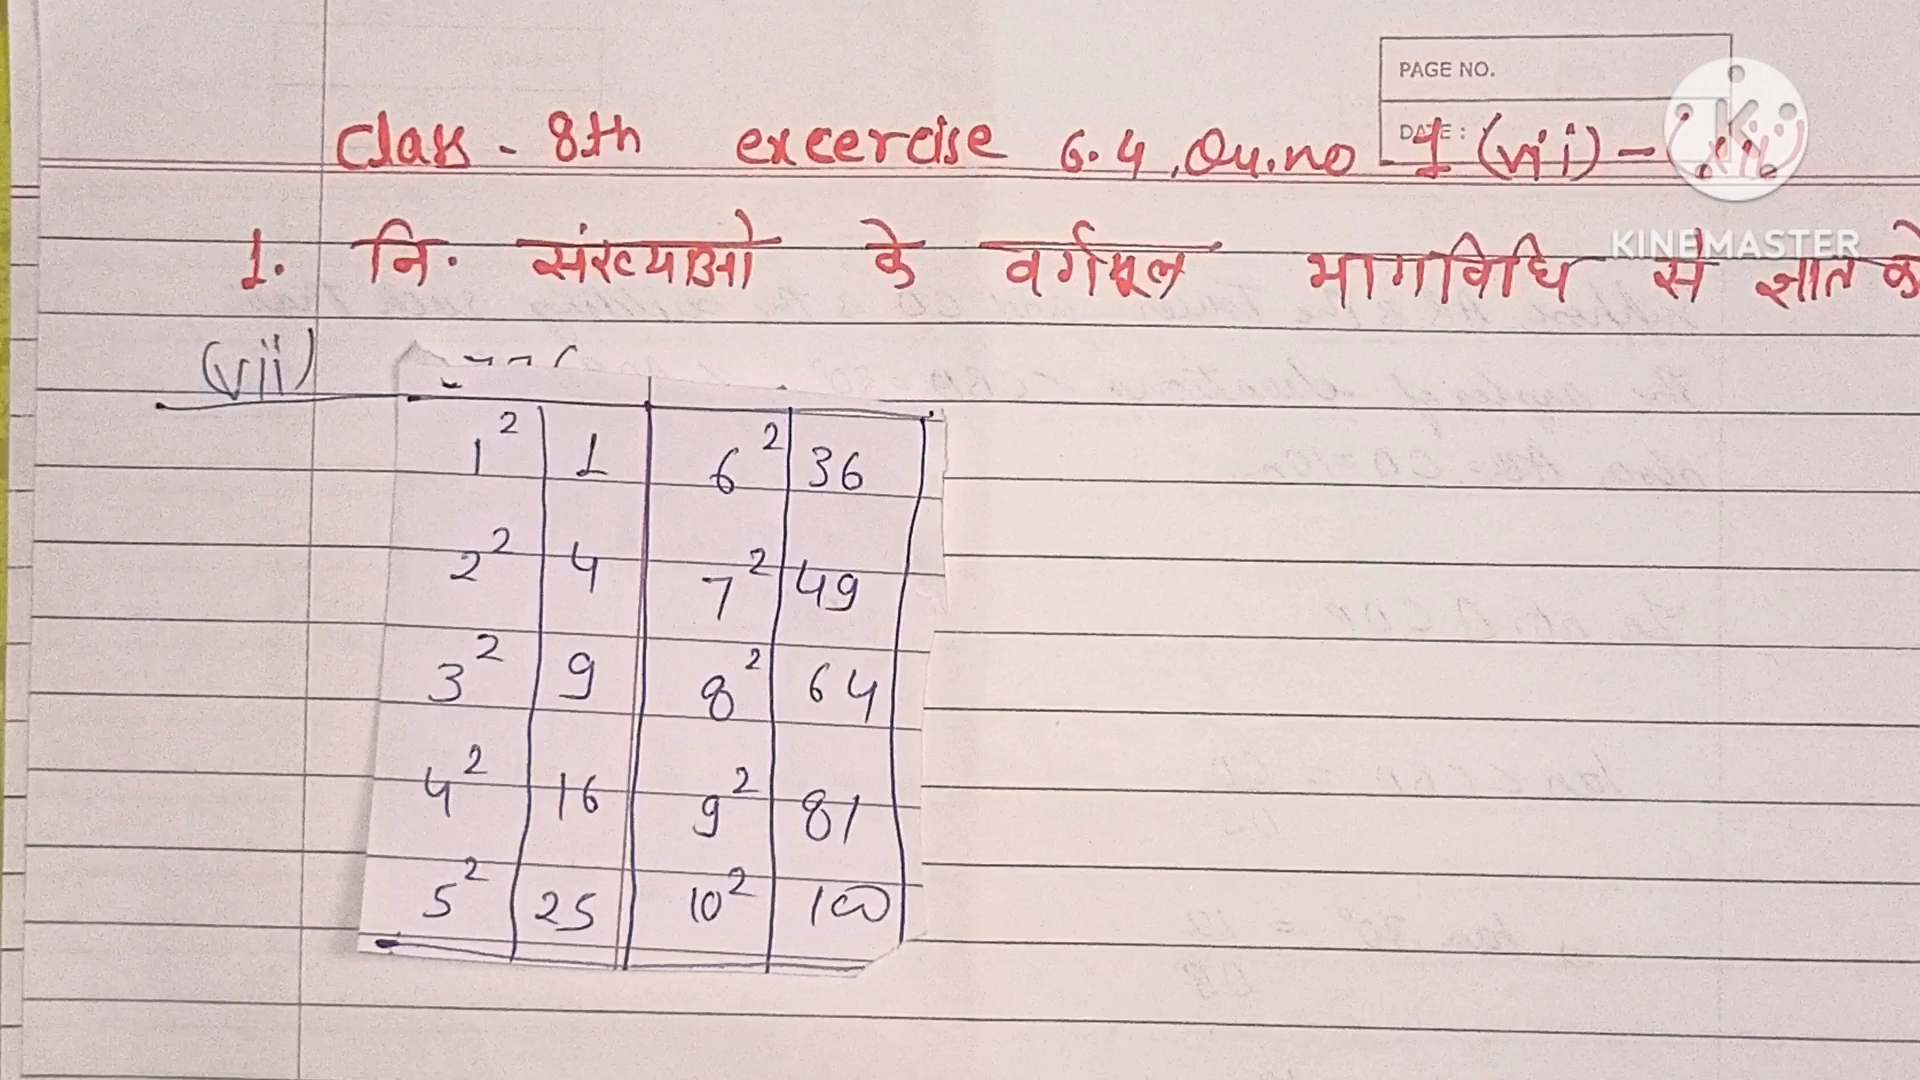 PAGE NO.
DATE :
Class - 8th excercise 6.4, Qu.no 1 (vii) -
KINEMASTER
1. नि. संख्याओ के वर्गमूल भागविधि से ज्ञात
(vii)
1² 1 6² 36
2² 4 7² 49
3² 9 8² 64
4² 16 9² 81
5² 25 10² 100